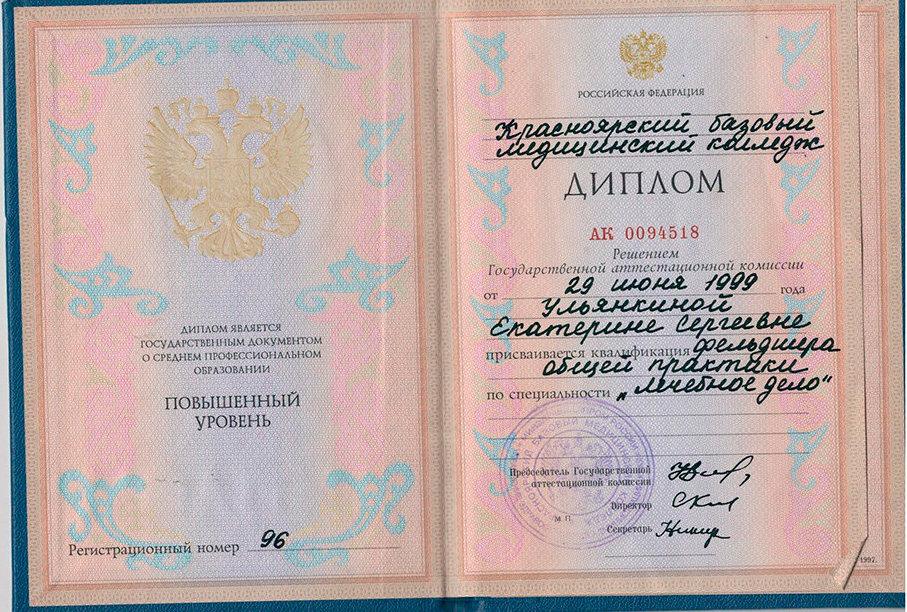 ДИПЛОМ ЯВЛЯЕТСЯ
ГОСУДАРСТВЕННЫМ ДОКУМЕНТОМ
О СРЕДНЕМ ПРОФЕССИОНАЛЬНОМ
ОБРАЗОВАНИИ
ПОВЫШЕННЫЙ
УРОВЕНЬ
Регистрационный номер 96
РОССИЙСКАЯ ФЕДЕРАЦИЯ
Красноярский базовый
медицинский колледж
ДИПЛОМ
АК 0094518
Решением
Государственной аттестационной комиссии
от 29 июня 1999 года
Ульянкиной
Екатерине Сергеевне
присваивается квалификация фельдшера
общей практики
по специальности „лечебное дело“
Председатель Государственной
аттестационной комиссии
Директор
М П
Секретарь
1997.